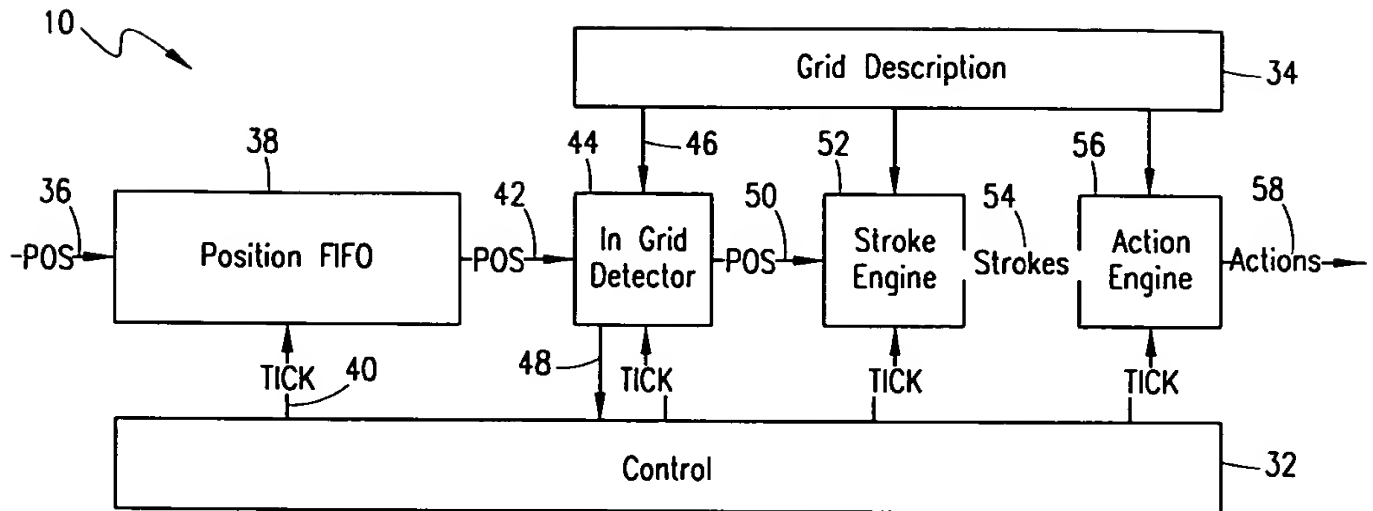 10
Grid Description
34
38
46
44
52
56
36
42
50
54
58
-POS
Position FIFO
POS
In Grid
Detector
POS
Stroke
Engine
Strokes
Action
Engine
Actions
48
TICK
40
TICK
TICK
TICK
Control
32